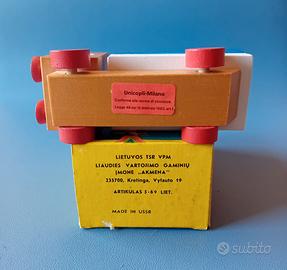 Unicopli-Milano
Conforme alle norme di sicurezza
LIETUVOS TSR VPM
LIAUDIES VARTOJIMO GAMINIŲ
ĮMONĖ „AKMENA"
235700, Kretinga, Vytauto 19
ARTIKULAS 5-69 LIET.
MADE IN USSR
subito